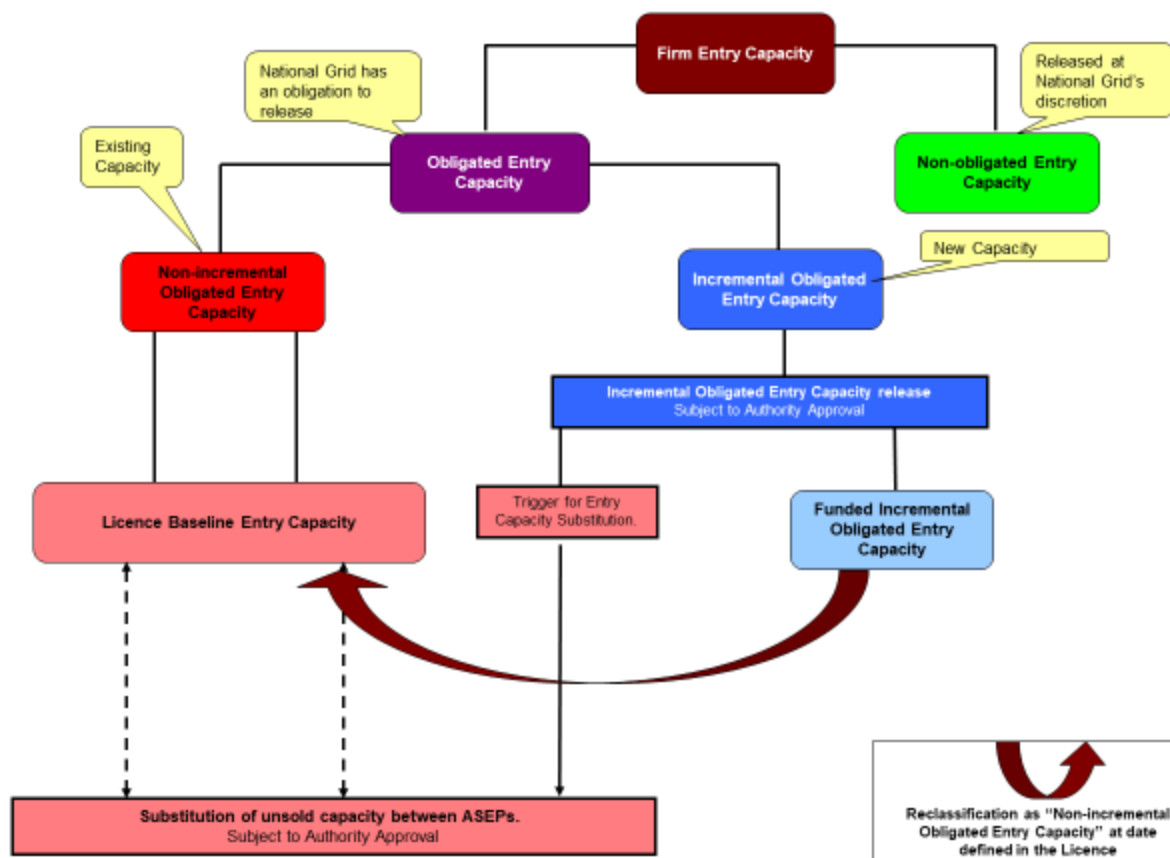 Firm Entry Capacity
National Grid has
an obligation to
release
Released at
National Grid's
discretion
Existing
Capacity
Obligated Entry
Capacity
Non-obligated Entry
Capacity
New Capacity
Non-incremental
Obligated Entry
Capacity
Incremental Obligated
Entry Capacity
Incremental Obligated Entry Capacity release
Subject to Authority Approval
Licence Baseline Entry Capacity
Trigger for Entry
Capacity Substitution.
Funded Incremental
Obligated Entry
Capacity
Substitution of unsold capacity between ASEPs.
Subject to Authority Approval
Reclassification as "Non-incremental
Obligated Entry Capacity" at date
defined in the Licence